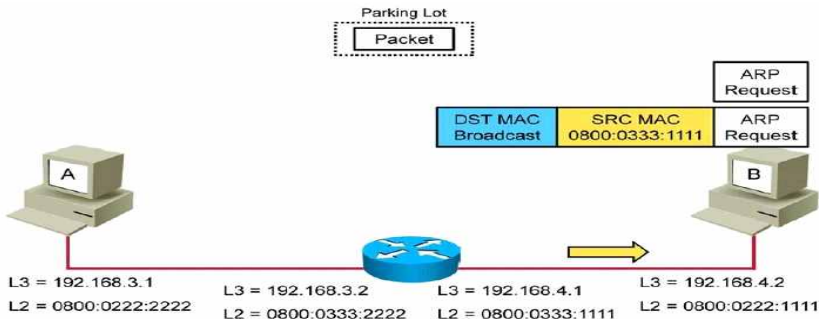 Parking Lot
Packet
ARP
Request
DST MAC
Broadcast
SRC MAC
0800:0333:1111
ARP
Request
A
B
L3 = 192.168.3.1
L2 = 0800:0222:2222
L3 = 192.168.3.2
L2 = 0800:0333:2222
L3 = 192.168.4.1
L2 = 0800:0333:1111
L3 = 192.168.4.2
L2 = 0800:0222:1111